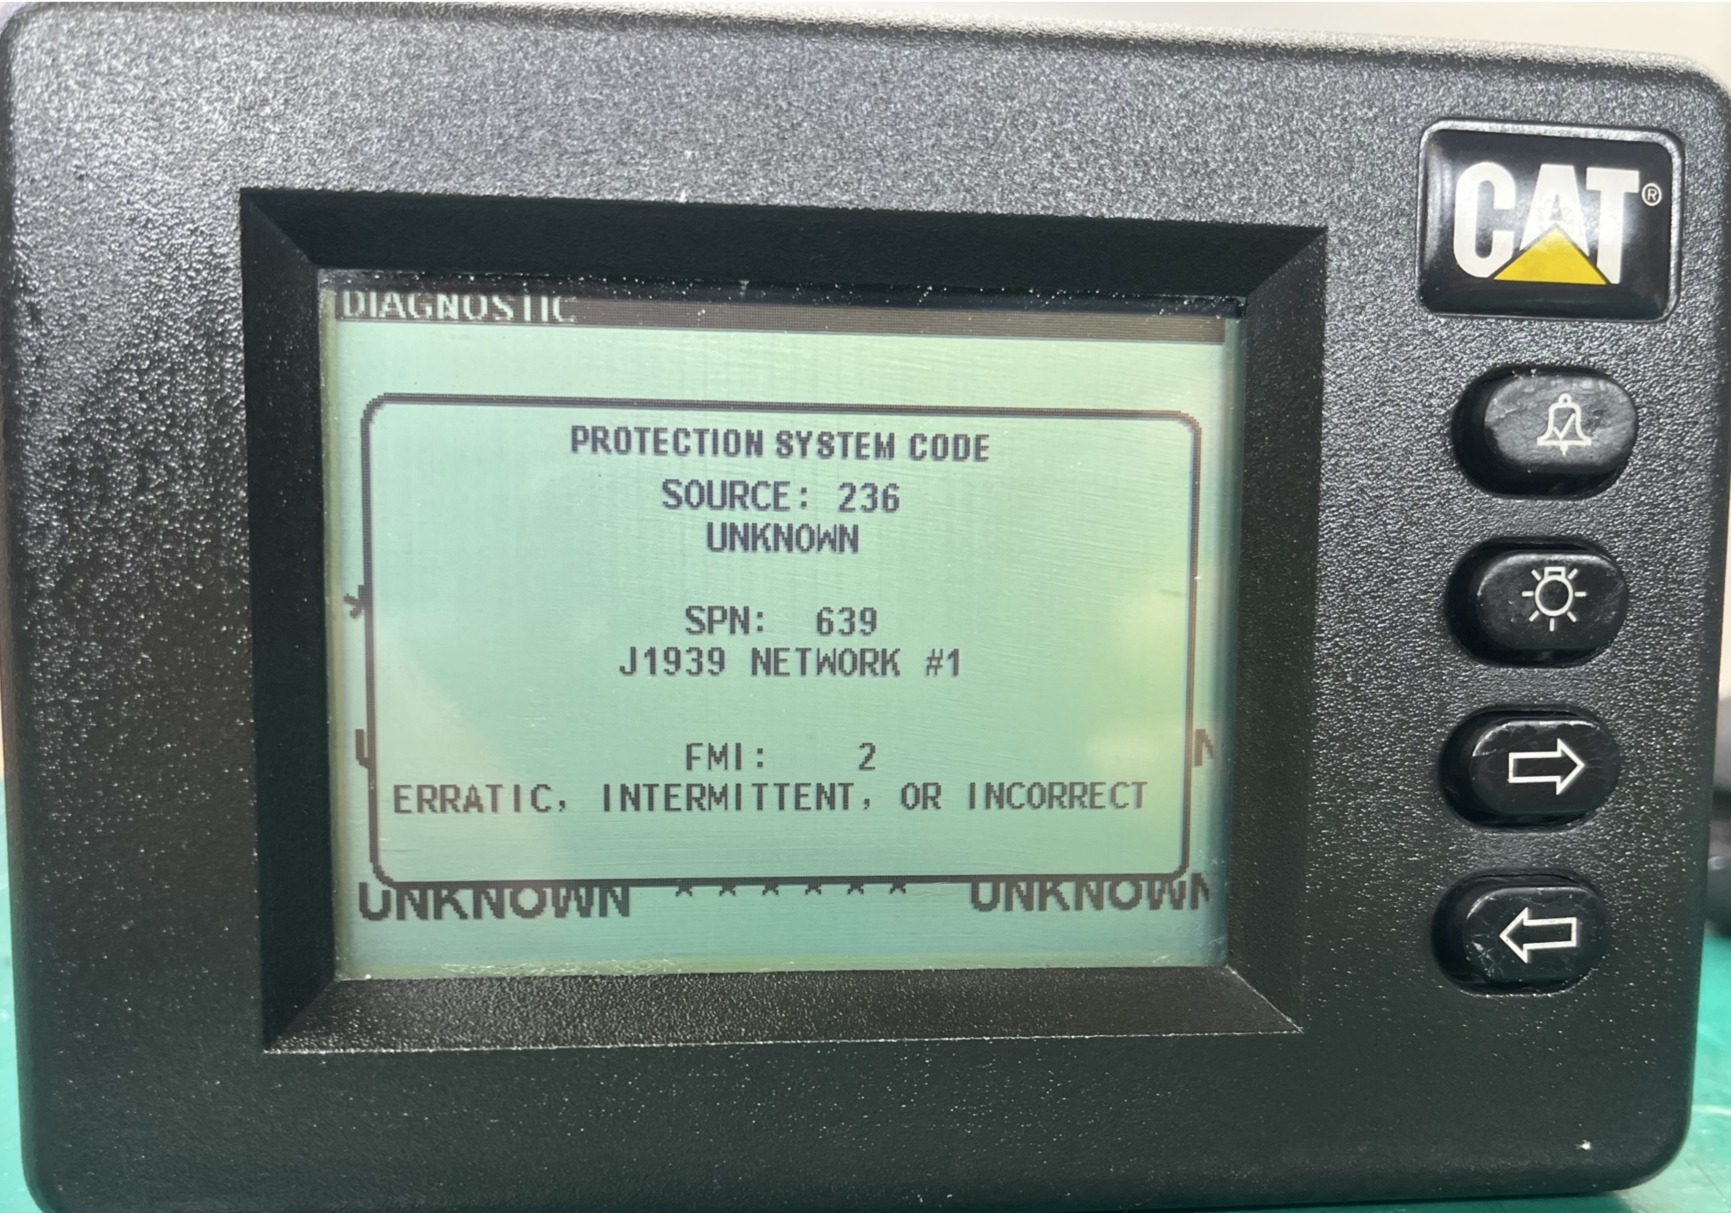 CAT®
DIAGNOSTIC
PROTECTION SYSTEM CODE
SOURCE: 236
UNKNOWN
SPN: 639
J1939 NETWORK #1
FMI: 2
ERRATIC, INTERMITTENT, OR INCORRECT
UNKNOWN ****** UNKNOWN